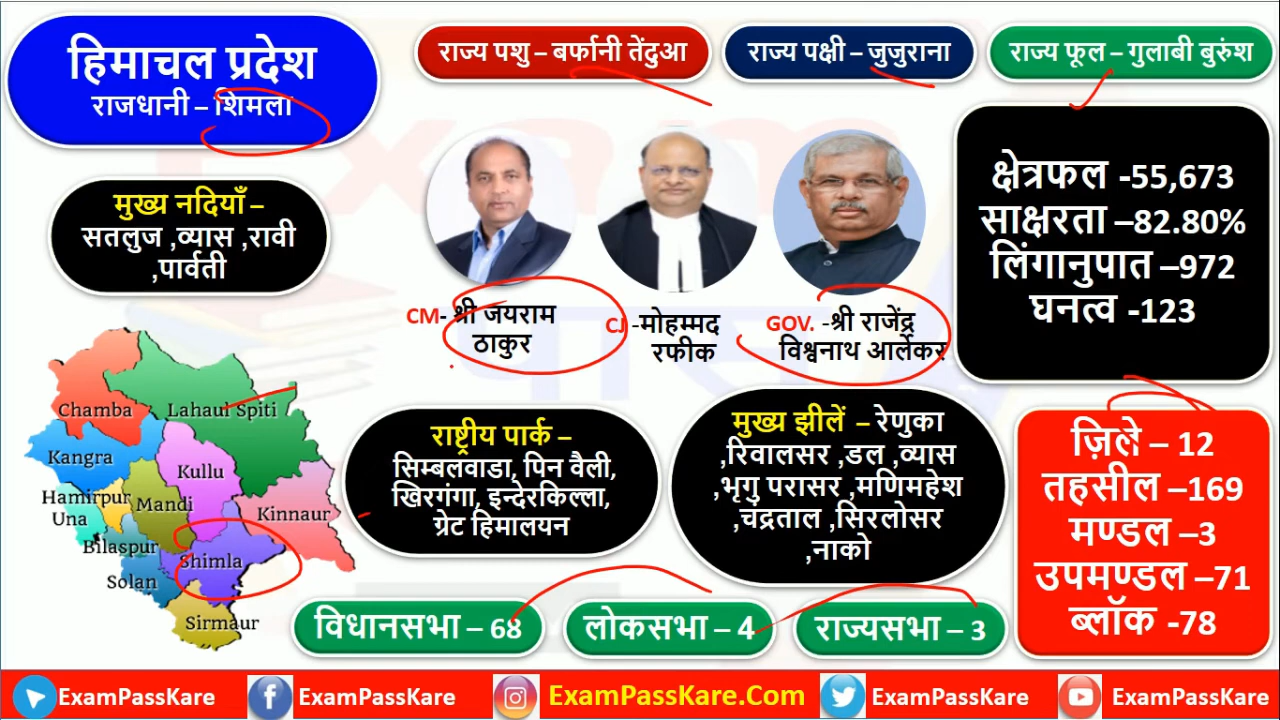 हिमाचल प्रदेश
राजधानी – शिमला
राज्य पशु – बर्फानी तेंदुआ
राज्य पक्षी – जुजुराना
राज्य फूल – गुलाबी बुरुंश
मुख्य नदियाँ –
सतलुज ,व्यास ,रावी
,पार्वती
CM- श्री जयराम
ठाकुर
CJ -मोहम्मद
रफीक
GOV. -श्री राजेंद्र
विश्वनाथ आर्लेकर
क्षेत्रफल -55,673
साक्षरता –82.80%
लिंगानुपात –972
घनत्व -123
Chamba
Lahaul Spiti
Kangra
Kullu
Hamirpur
Mandi
Una
Kinnaur
Bilaspur
Shimla
Solan
Sirmaur
राष्ट्रीय पार्क –
सिम्बलवाडा, पिन वैली,
खिरगंगा, इन्देरकिल्ला,
ग्रेट हिमालयन
मुख्य झीलें – रेणुका
,रिवालसर ,डल ,व्यास
,भृगु परासर ,मणिमहेश
,चंद्रताल ,सिरलोसर
,नाको
ज़िले – 12
तहसील –169
मण्डल –3
उपमण्डल –71
ब्लॉक -78
विधानसभा – 68
लोकसभा – 4
राज्यसभा – 3
ExamPassKare
ExamPassKare
ExamPassKare.Com
ExamPassKare
ExamPassKare